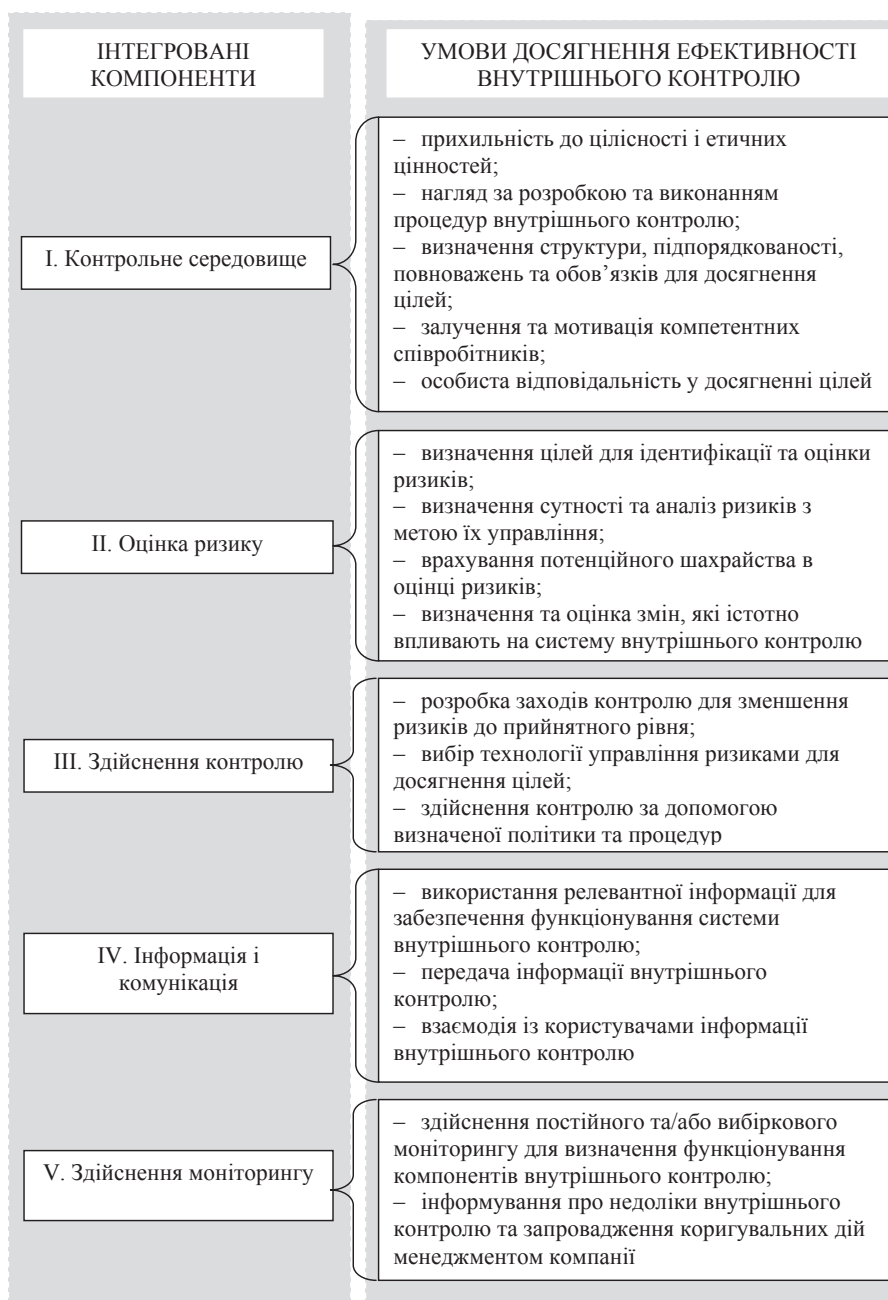 ІНТЕГРОВАНІ
КОМПОНЕНТИ
УМОВИ ДОСЯГНЕННЯ ЕФЕКТИВНОСТІ
ВНУТРІШНЬОГО КОНТРОЛЮ
I. Контрольне середовище
– прихильність до цілісності і етичних
цінностей;
– нагляд за розробкою та виконанням
процедур внутрішнього контролю;
– визначення структури, підпорядкованості,
повноважень та обов’язків для досягнення
цілей;
– залучення та мотивація компетентних
співробітників;
– особиста відповідальність у досягненні цілей
II. Оцінка ризику
– визначення цілей для ідентифікації та оцінки
ризиків;
– визначення сутності та аналіз ризиків з
метою їх управління;
– врахування потенційного шахрайства в
оцінці ризиків;
– визначення та оцінка змін, які істотно
впливають на систему внутрішнього контролю
III. Здійснення контролю
– розробка заходів контролю для зменшення
ризиків до прийнятного рівня;
– вибір технології управління ризиками для
досягнення цілей;
– здійснення контролю за допомогою
визначеної політики та процедур
IV. Інформація і
комунікація
– використання релевантної інформації для
забезпечення функціонування системи
внутрішнього контролю;
– передача інформації внутрішнього
контролю;
– взаємодія із користувачами інформації
внутрішнього контролю
V. Здійснення моніторингу
– здійснення постійного та/або вибіркового
моніторингу для визначення функціонування
компонентів внутрішнього контролю;
– інформування про недоліки внутрішнього
контролю та запровадження коригувальних дій
менеджментом компанії